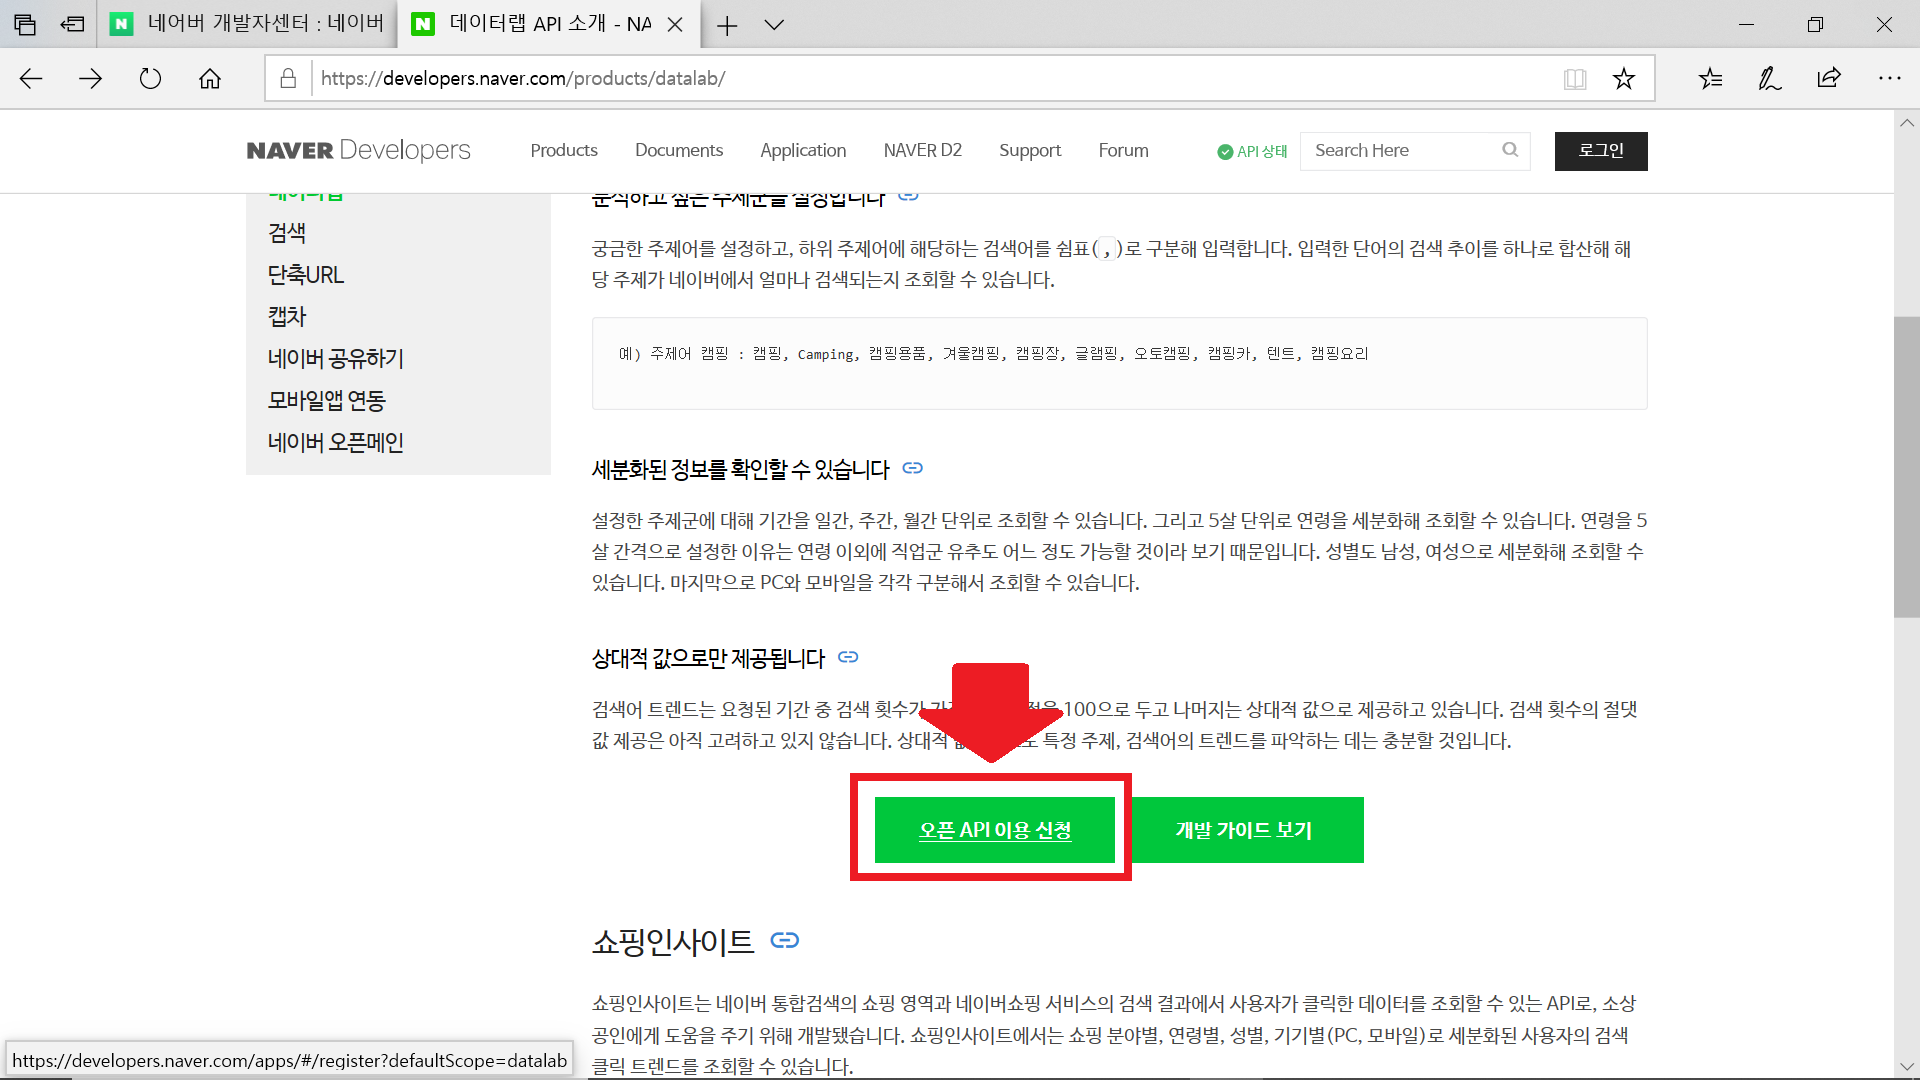 네어버 개발자센터 : 네이버
데이터랩 API 소개 - NA
https://developers.naver.com/products/datalab/
NAVER Developers
Products
Documents
Application
NAVER D2
Support
Forum
API 상태
Search Here
로그인
데이터랩
검색
단축URL
캡차
네이버 공유하기
모바일앱 연동
네이버 오픈메인
분석하고 싶은 주제군을 설정합니다
궁금한 주제어를 설정하고, 하위 주제어에 해당하는 검색어를 쉼표( , )로 구분해 입력합니다. 입력한 단어의 검색 추이를 하나로 합산해 해
당 주제가 네이버에서 얼마나 검색되는지 조회할 수 있습니다.
예) 주제어 캠핑 : 캠핑, Camping, 캠핑용품, 겨울캠핑, 캠핑장, 글램핑, 오토캠핑, 캠핑카, 텐트, 캠핑요리
세분화된 정보를 확인할 수 있습니다
설정한 주제군에 대해 기간을 일간, 주간, 월간 단위로 조회할 수 있습니다. 그리고 5살 단위로 연령을 세분화해 조회할 수 있습니다. 연령을 5
살 간격으로 설정한 이유는 연령 이외에 직업군 유추도 어느 정도 가능할 것이라 보기 때문입니다. 성별도 남성, 여성으로 세분화해 조회할 수
있습니다. 마지막으로 PC와 모바일을 각각 구분해서 조회할 수 있습니다.
상대적 값으로만 제공됩니다
검색어 트렌드는 요청된 기간 중 검색 횟수가 100으로 두고 나머지는 상대적 값으로 제공하고 있습니다. 검색 횟수의 절댓
값 제공은 아직 고려하고 있지 않습니다. 상대적 특정 주제, 검색어의 트렌드를 파악하는 데는 충분할 것입니다.
오픈 API 이용 신청
개발 가이드 보기
쇼핑인사이트
쇼핑인사이트는 네이버 통합검색의 쇼핑 영역과 네이버쇼핑 서비스의 검색 결과에서 사용자가 클릭한 데이터를 조회할 수 있는 API로, 소상
공인에게 도움을 주기 위해 개발됐습니다. 쇼핑인사이트에서는 쇼핑 분야별, 연령별, 성별, 기기별(PC, 모바일)로 세분화된 사용자의 검색
클릭 트렌드를 조회할 수 있습니다.
https://developers.naver.com/apps/#/register?defaultScope=datalab